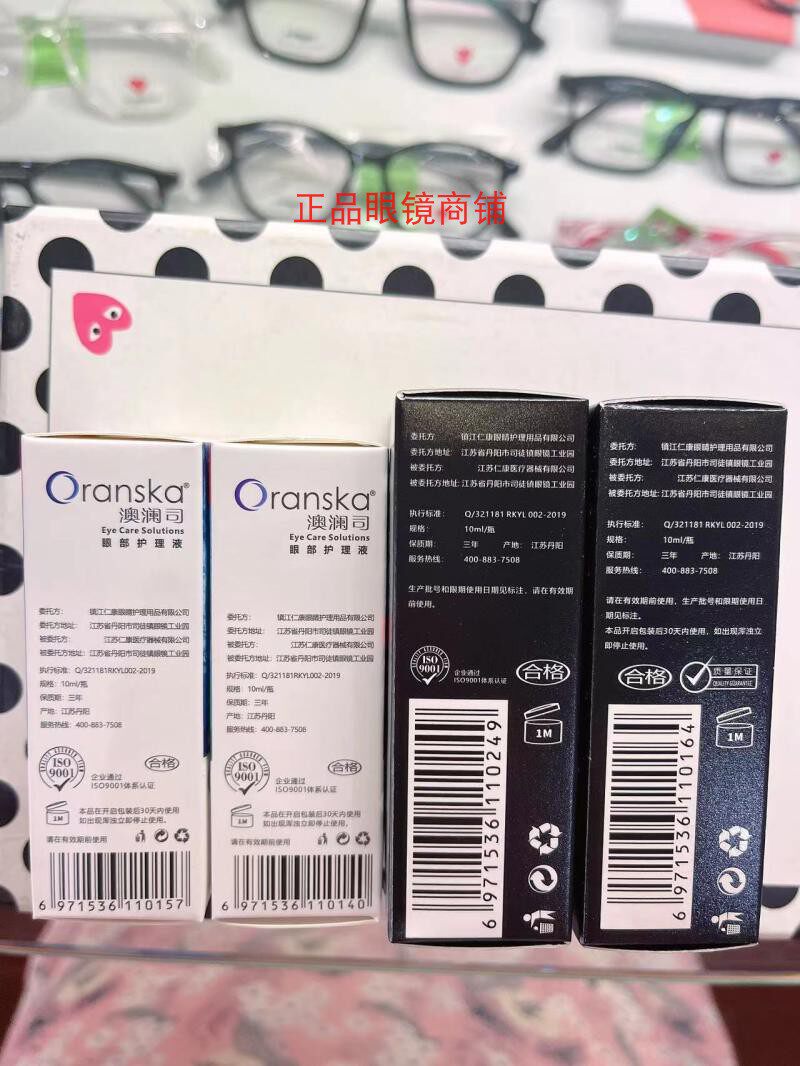 正品眼镜商铺
Oranska®
澳澜司
Eye Care Solutions
眼部护理液
委托方: 镇江仁康眼睛护理用品有限公司
委托方地址: 江苏省丹阳市司徒镇眼镜工业园
被委托方: 江苏仁康医疗器械有限公司
被委托方地址: 江苏省丹阳市司徒镇眼镜工业园
执行标准: Q/321181RKYL002-2019
规格: 10ml/瓶
保质期: 三年
产地: 江苏丹阳
服务热线: 400-883-7508
ISO 9001
企业通过
ISO9001体系认证
合格
1M
本品在开启包装后30天内使用
如出现浑浊立即停止使用。
请在有效期前使用
6 971536 110157
Oranska®
澳澜司
Eye Care Solutions
眼部护理液
委托方: 镇江仁康眼睛护理用品有限公司
委托方地址: 江苏省丹阳市司徒镇眼镜工业园
被委托方: 江苏仁康医疗器械有限公司
被委托方地址: 江苏省丹阳市司徒镇眼镜工业园
执行标准: Q/321181RKYL002-2019
规格: 10ml/瓶
保质期: 三年
产地: 江苏丹阳
服务热线: 400-883-7508
ISO 9001
企业通过
ISO9001体系认证
合格
1M
本品在开启包装后30天内使用
如出现浑浊立即停止使用。
请在有效期前使用
6 971536 110140
委托方 镇江仁康眼睛护理用品有限公司
委托方地址: 江苏省丹阳市司徒镇眼镜工业园
被委托方: 江苏仁康医疗器械有限公司
被委托方地址: 江苏省丹阳市司徒镇眼镜工业园
执行标准: Q/321181 RKYL 002-2019
规格: 10ml/瓶
保质期: 三年 产地: 江苏丹阳
服务热线: 400-883-7508
生产批号和限期使用日期见标注，请在有效期
前使用。
ISO 9001
企业通过
ISO9001体系认证
合格
1M
6 971536 110249
委托方: 镇江仁康眼睛护理用品有限公司
委托方地址: 江苏省丹阳市司徒镇眼镜工业园
被委托方: 江苏仁康医疗器械有限公司
被委托方地址: 江苏省丹阳市司徒镇眼镜工业园
执行标准: Q/321181 RKYL 002-2019
规格: 10ml/瓶
保质期: 三年 产地: 江苏丹阳
服务热线: 400-883-7508
请在有效期前使用，生产批号和限期使用日
期见标注。
本品开启包装后30天内使用，如出现浑浊立
即停止使用。
合格
质量保证
QUALITY GUARANTEE
1M
6 971536 110164